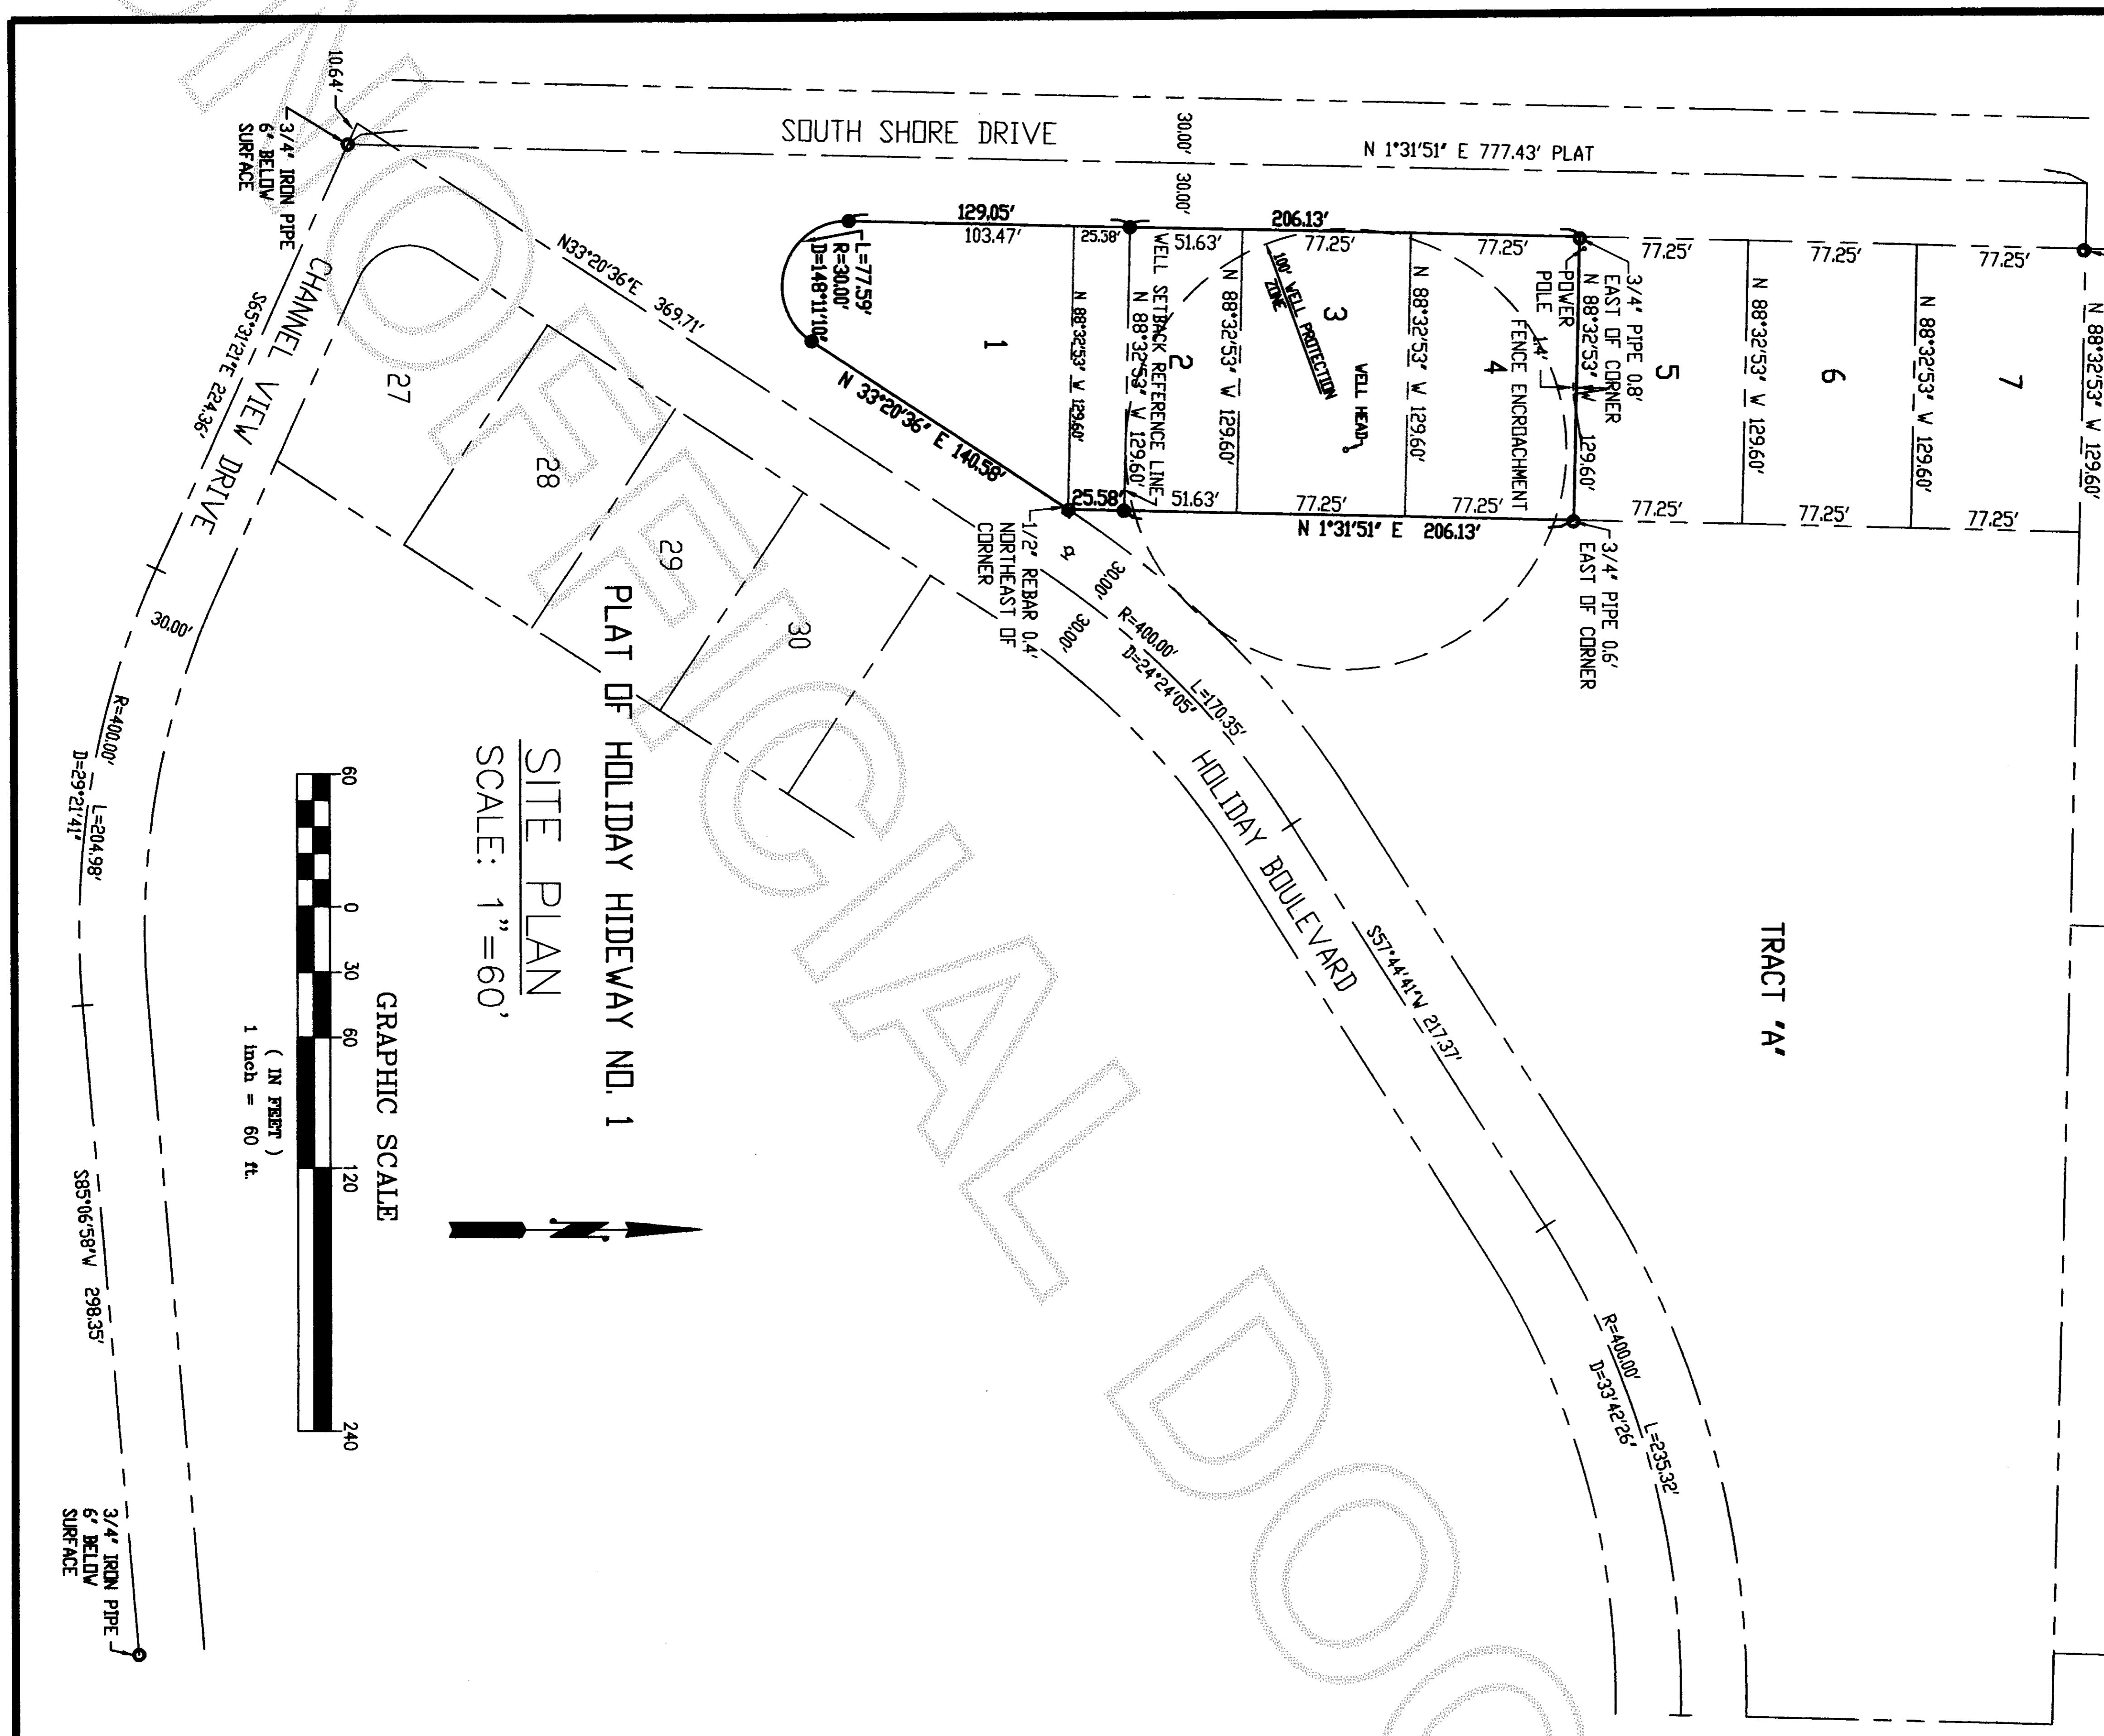 10.64'
3/4" IRON PIPE
6" BELOW
SURFACE
SOUTH SHORE DRIVE
30.00'
30.00'
N 1°31'51" E 777.43' PLAT
129.05'
103.47'
25.58'
206.13'
51.63'
77.25'
77.25'
77.25'
77.25'
77.25'
L=77.59'
R=30.00'
D=148°11'10"
N33°20'36"E 369.71'
N 33°20'36" E 140.58'
1
N 88°32'53" W 129.60'
WELL SETBACK REFERENCE LINE
N 88°32'53" W 129.60'
2
N 88°32'53" W 129.60'
100' WELL PROTECTION
ZONE
3
WELL HEAD
N 88°32'53" W 129.60'
4
FENCE ENCROACHMENT
1.4'
POWER
POLE
N 88°32'53" W 129.60'
3/4" PIPE 0.8'
EAST OF CORNER
5
N 88°32'53" W 129.60'
6
N 88°32'53" W 129.60'
7
N 88°32'53" W 129.60'
25.58'
51.63'
77.25'
77.25'
77.25'
77.25'
77.25'
N 1°31'51" E 206.13'
3/4" PIPE 0.6'
EAST OF CORNER
1/2" REBAR 0.4'
NORTHEAST OF
CORNER
30.00
30.00
R=400.00' L=170.35'
D=24°24'05"
HOLIDAY BOULEVARD
S57°44'41"W 217.37'
R=400.00' L=235.32'
D=33°42'26"
TRACT "A"
CHANNEL VIEW DRIVE
S65°31'21"E 224.36'
30.00'
R=400.00' L=204.98'
D=29°21'41"
S85°06'58"W 298.35'
3/4" IRON PIPE
6" BELOW
SURFACE
27
28
29
30
PLAT OF HOLIDAY HIDEWAY NO. 1
SITE PLAN
SCALE: 1"=60'
GRAPHIC SCALE
60 0 30 60 120 240
( IN FEET )
1 inch = 60 ft.
N
OFFICIAL DOC